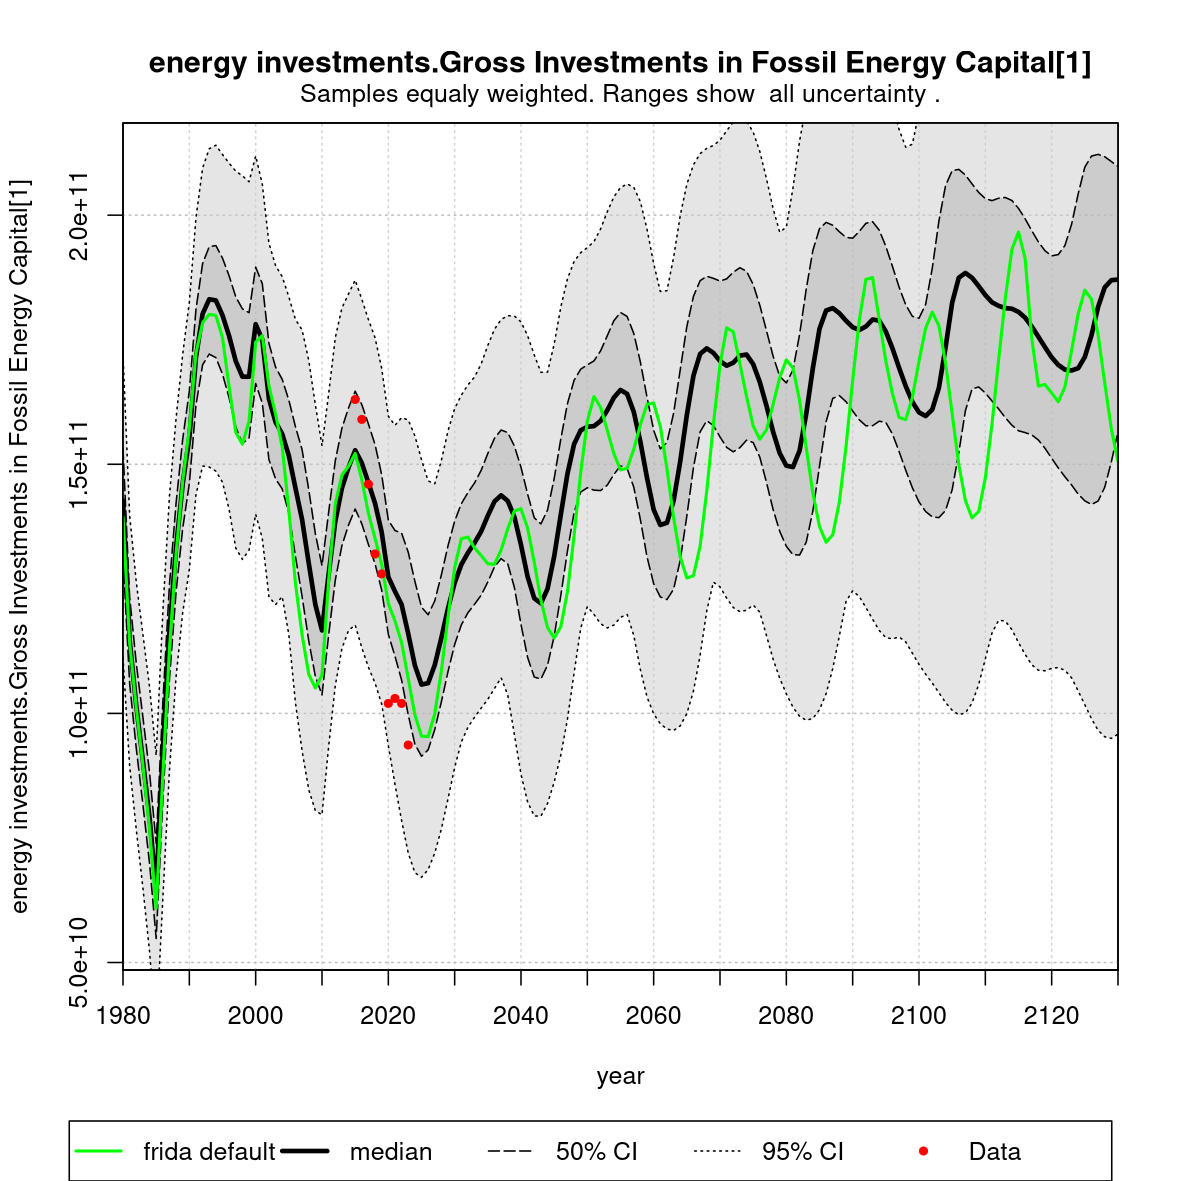 energy investments.Gross Investments in Fossil Energy Capital[1]
Samples equaly weighted. Ranges show  all uncertainty .
energy investments.Gross Investments in Fossil Energy Capital[1]
2.0e+11
1.5e+11
1.0e+11
5.0e+10
1980 2000 2020 2040 2060 2080 2100 2120
year
frida default median 50% CI 95% CI Data